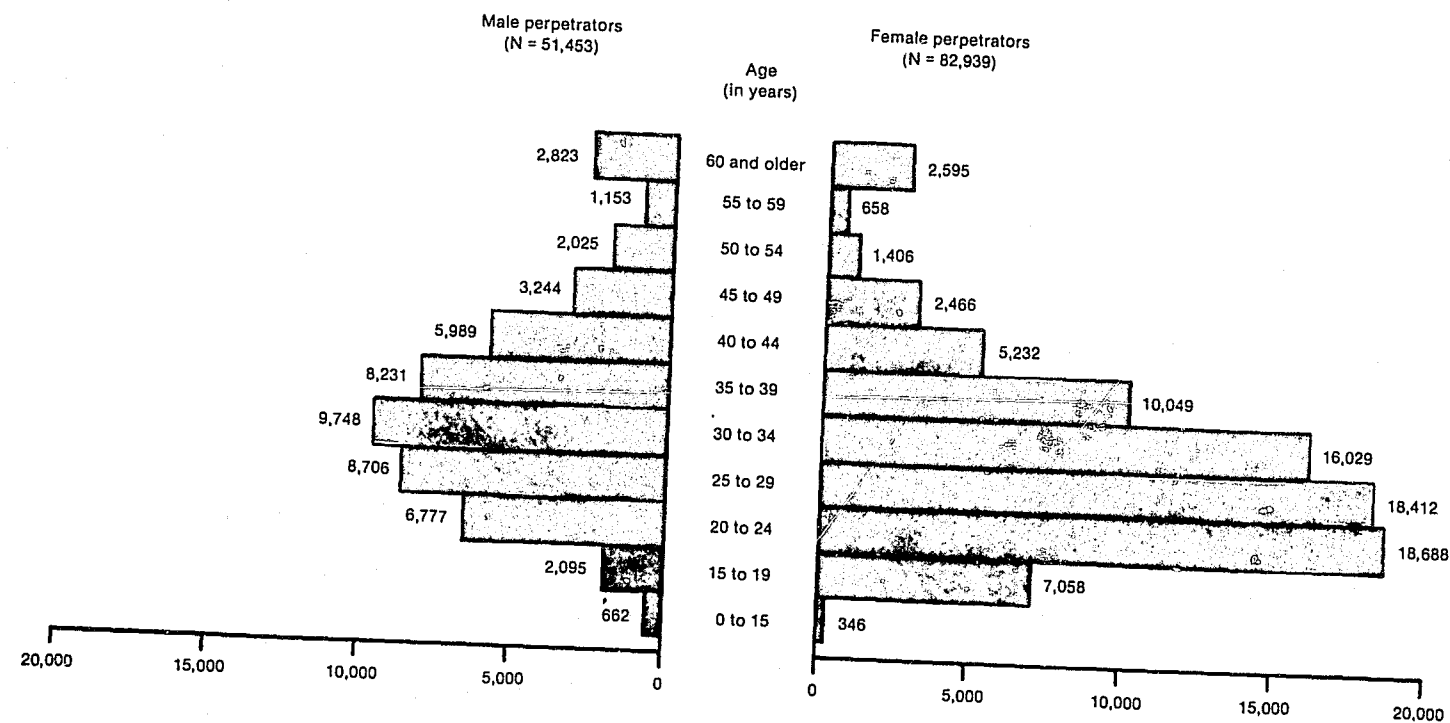 Male perpetrators
(N = 51,453)
Female perpetrators
(N = 82,939)
Age
(in years)
2,823 60 and older 2,595
1,153 55 to 59 658
2,025 50 to 54 1,406
3,244 45 to 49 2,466
5,989 40 to 44 5,232
8,231 35 to 39 10,049
9,748 30 to 34 16,029
8,706 25 to 29 18,412
6,777 20 to 24 18,688
2,095 15 to 19 7,058
662 0 to 15 346
20,000 15,000 10,000 5,000 0 0 5,000 10,000 15,000 20,000